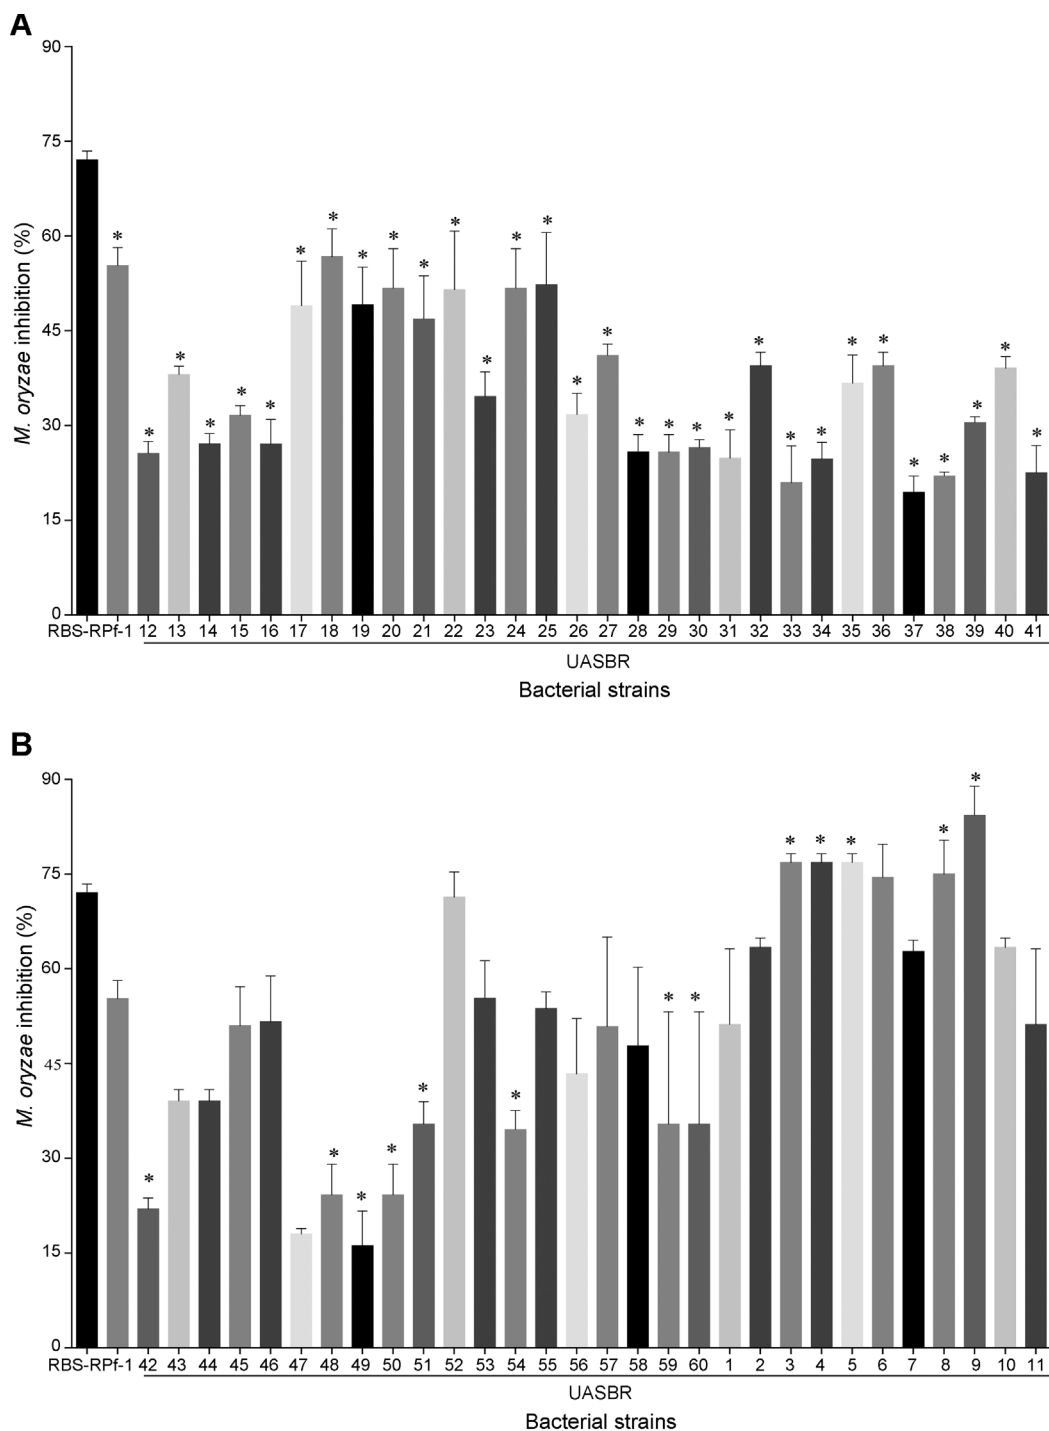 A
90
75
60
45
30
15
0
M. oryzae inhibition (%)
* * * * * * * * * * * * * * * * * * * * * * * * * * * * * * *
RBS-RPf-1 12 13 14 15 16 17 18 19 20 21 22 23 24 25 26 27 28 29 30 31 32 33 34 35 36 37 38 39 40 41
UASBR
Bacterial strains
B
90
75
60
45
30
15
0
M. oryzae inhibition (%)
* * * * * * * * * * * * * *
RBS-RPf-1 42 43 44 45 46 47 48 49 50 51 52 53 54 55 56 57 58 59 60 1 2 3 4 5 6 7 8 9 10 11
UASBR
Bacterial strains